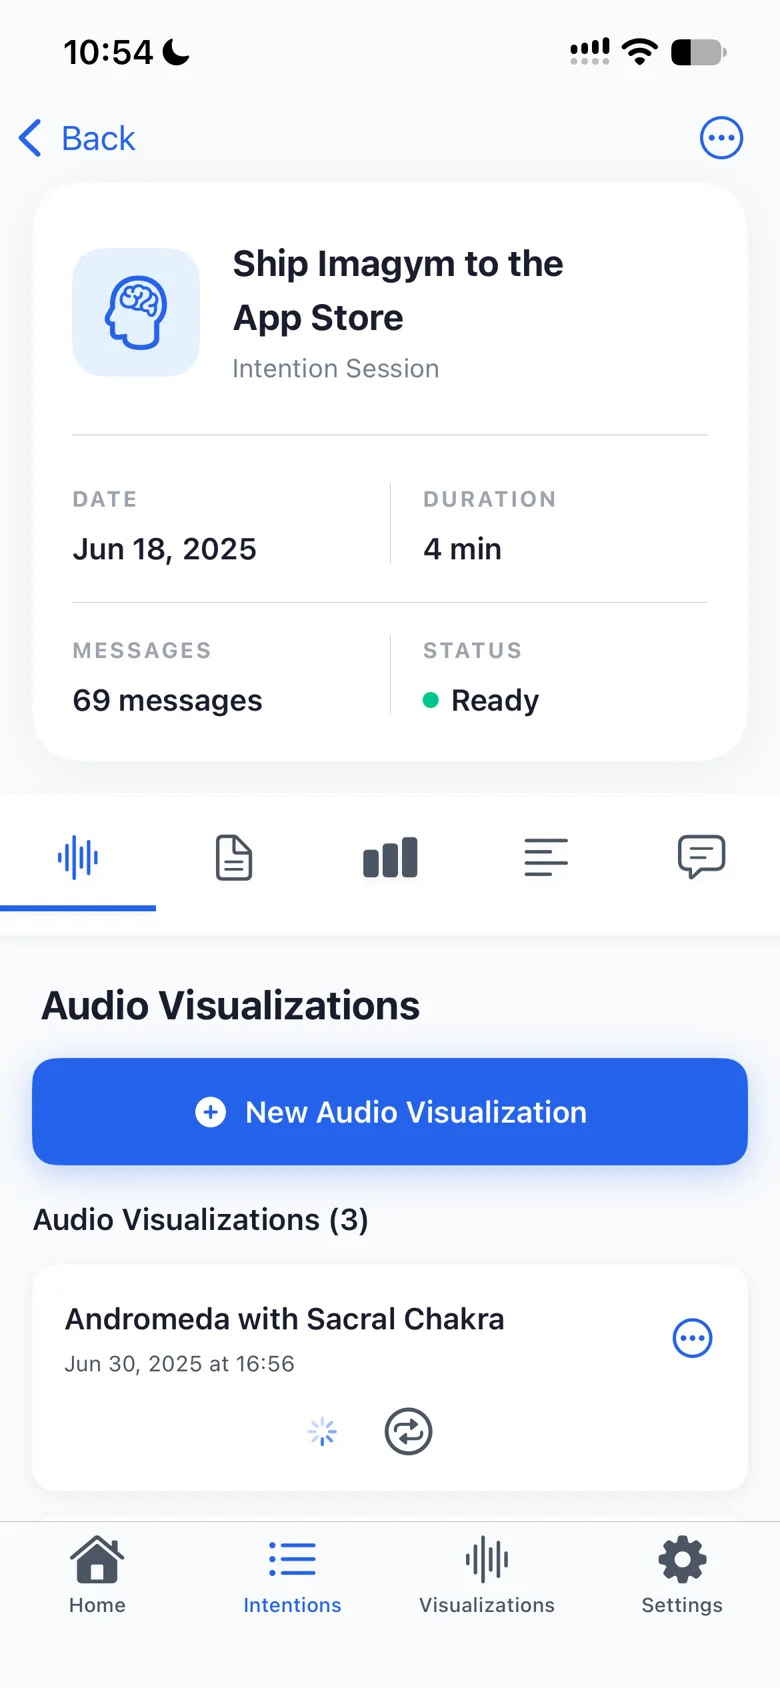 10:54
Back
Ship Imagym to the
App Store
Intention Session
DATE
Jun 18, 2025
DURATION
4 min
MESSAGES
69 messages
STATUS
Ready
Audio Visualizations
New Audio Visualization
Audio Visualizations (3)
Andromeda with Sacral Chakra
Jun 30, 2025 at 16:56
Home
Intentions
Visualizations
Settings